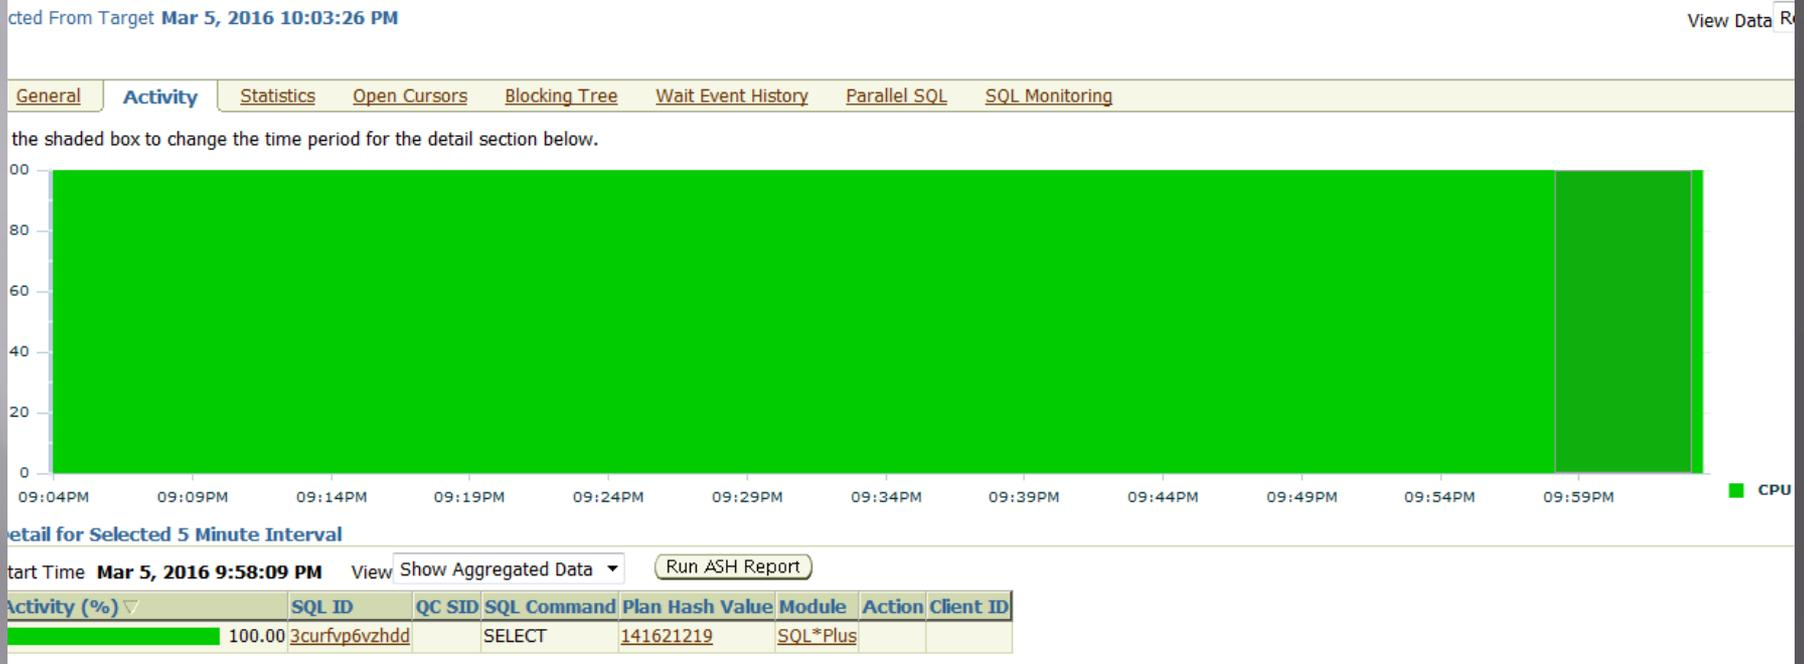 cted From Target Mar 5, 2016 10:03:26 PM
View Data
General Activity Statistics Open Cursors Blocking Tree Wait Event History Parallel SQL SQL Monitoring
the shaded box to change the time period for the detail section below.
00
80
60
40
20
0
09:04PM 09:09PM 09:14PM 09:19PM 09:24PM 09:29PM 09:34PM 09:39PM 09:44PM 09:49PM 09:54PM 09:59PM
CPU
etail for Selected 5 Minute Interval
tart Time Mar 5, 2016 9:58:09 PM View Show Aggregated Data Run ASH Report
Activity (%) SQL ID QC SID SQL Command Plan Hash Value Module Action Client ID
100.00 3curfvp6vzhdd SELECT 141621219 SQL*Plus